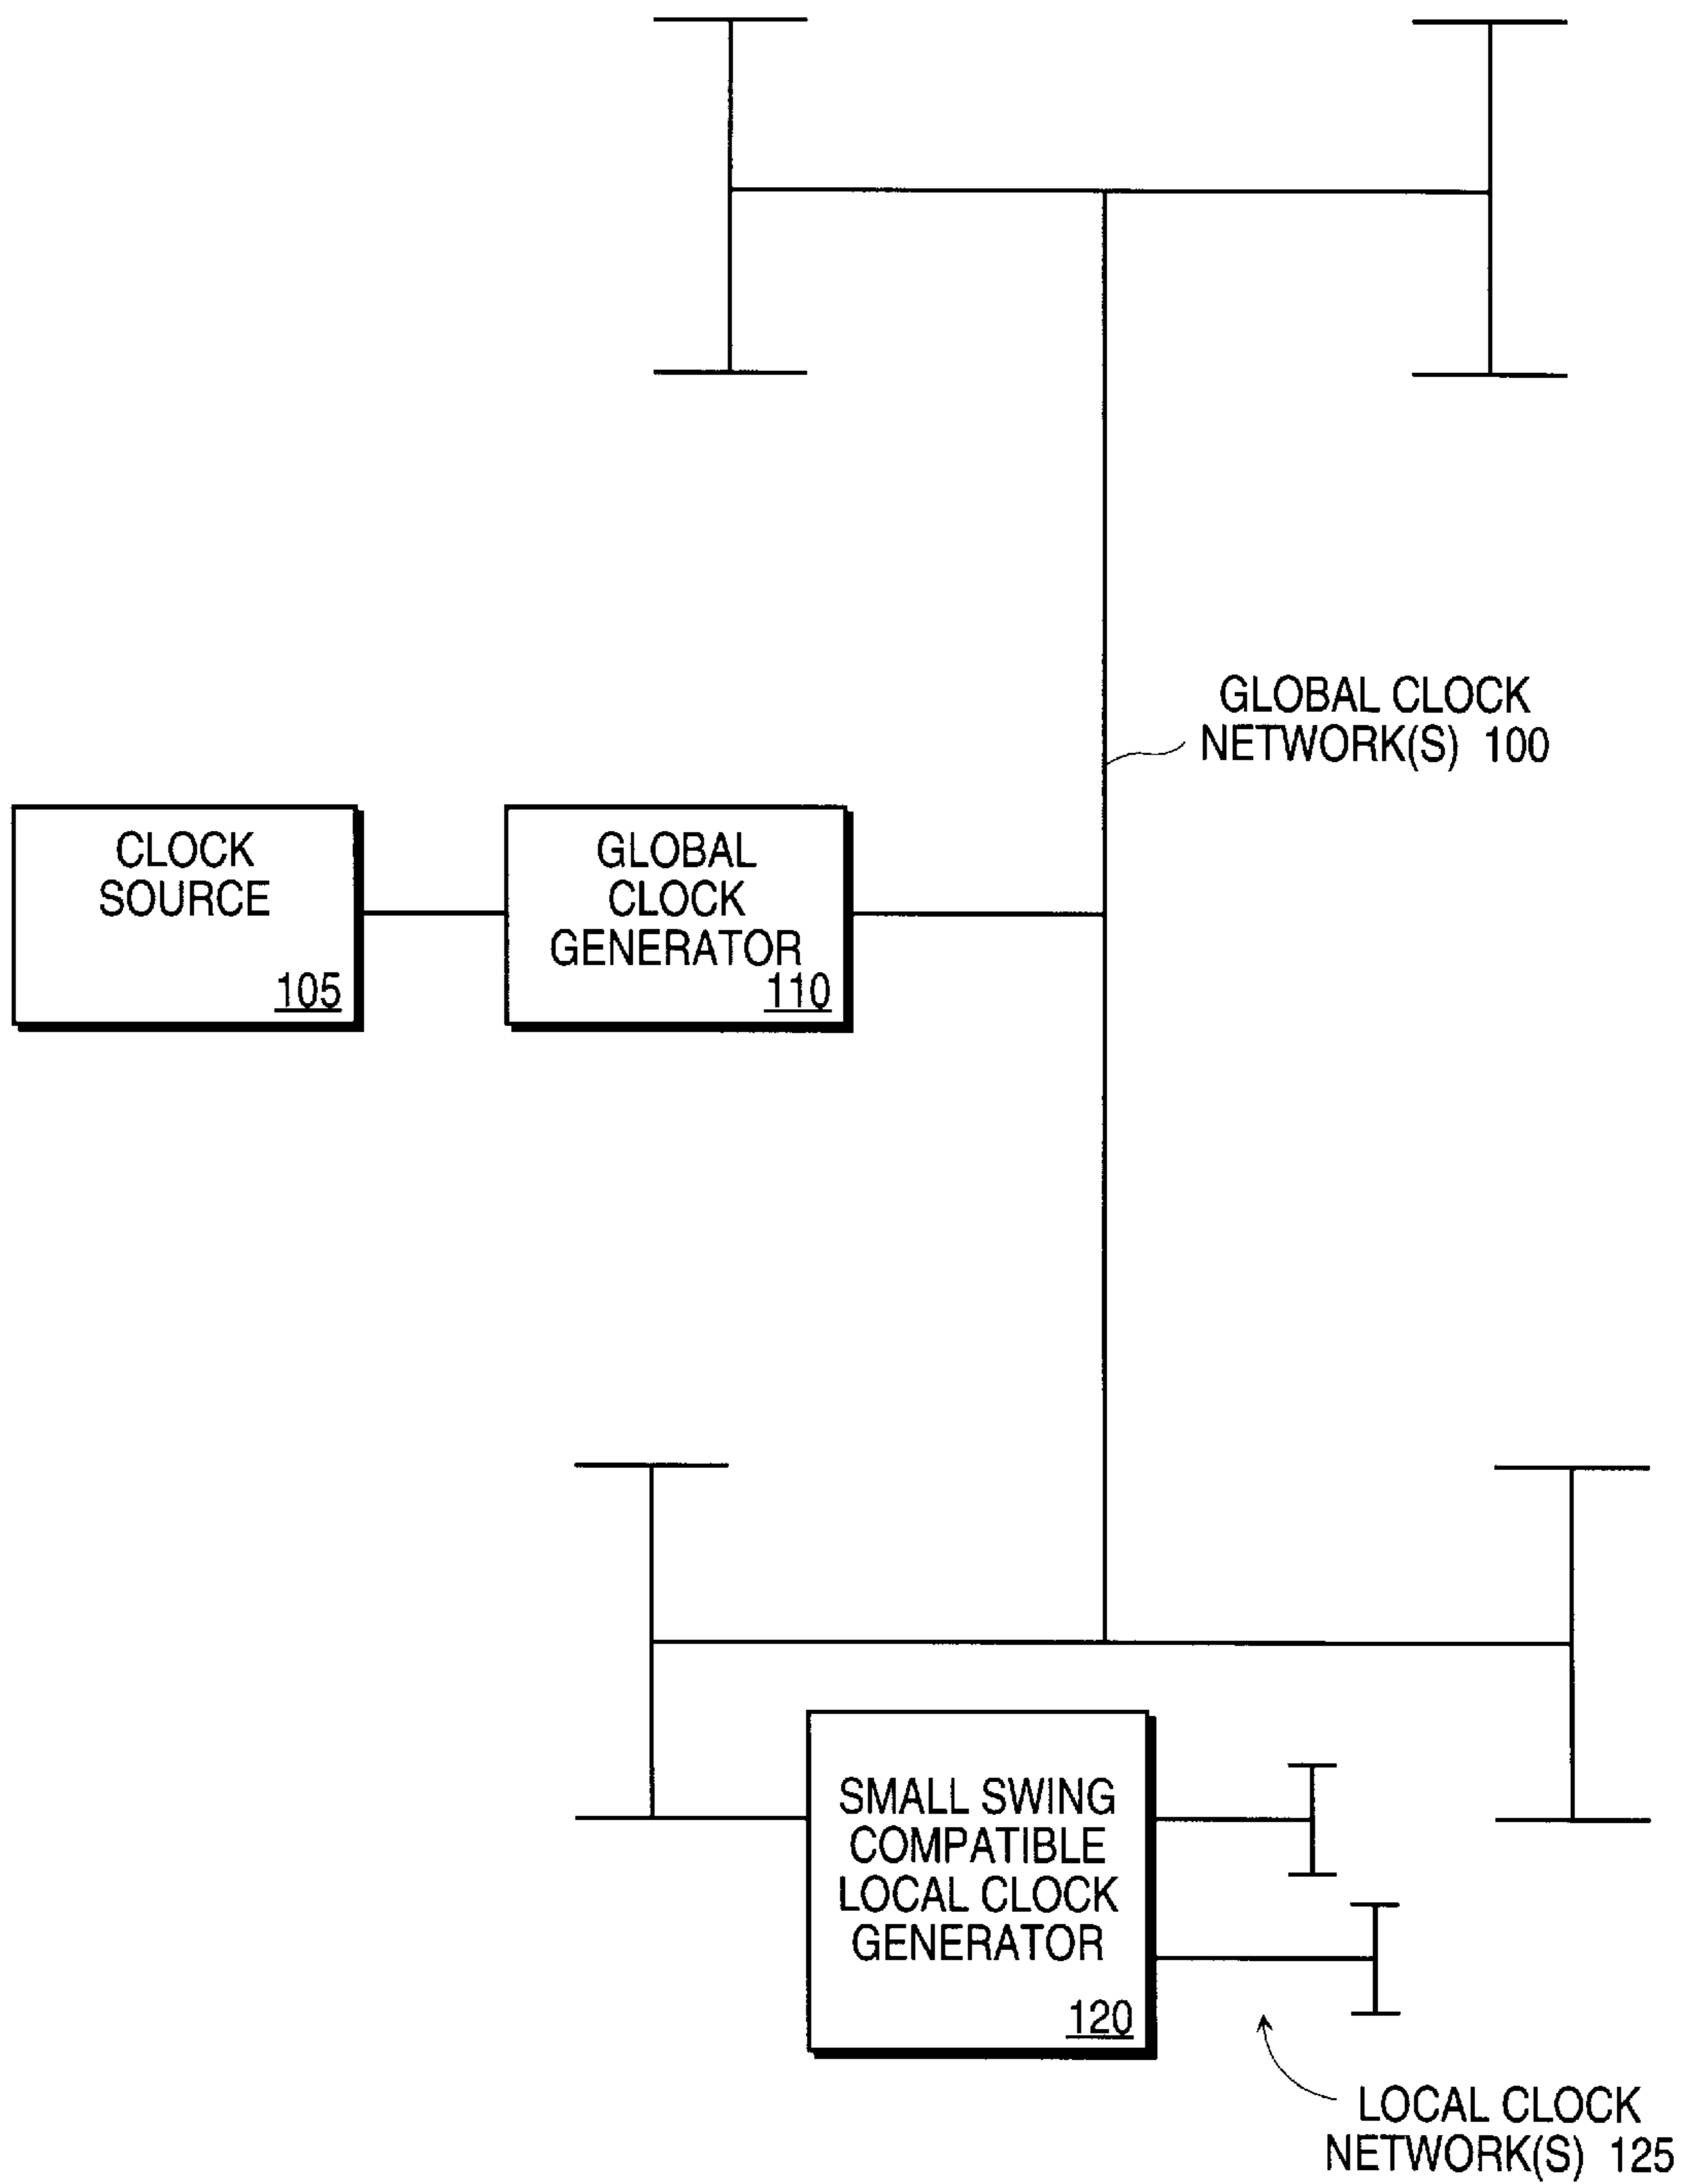 GLOBAL CLOCK
NETWORK(S) 100
CLOCK
SOURCE
105
GLOBAL
CLOCK
GENERATOR
110
SMALL SWING
COMPATIBLE
LOCAL CLOCK
GENERATOR
120
LOCAL CLOCK
NETWORK(S) 125